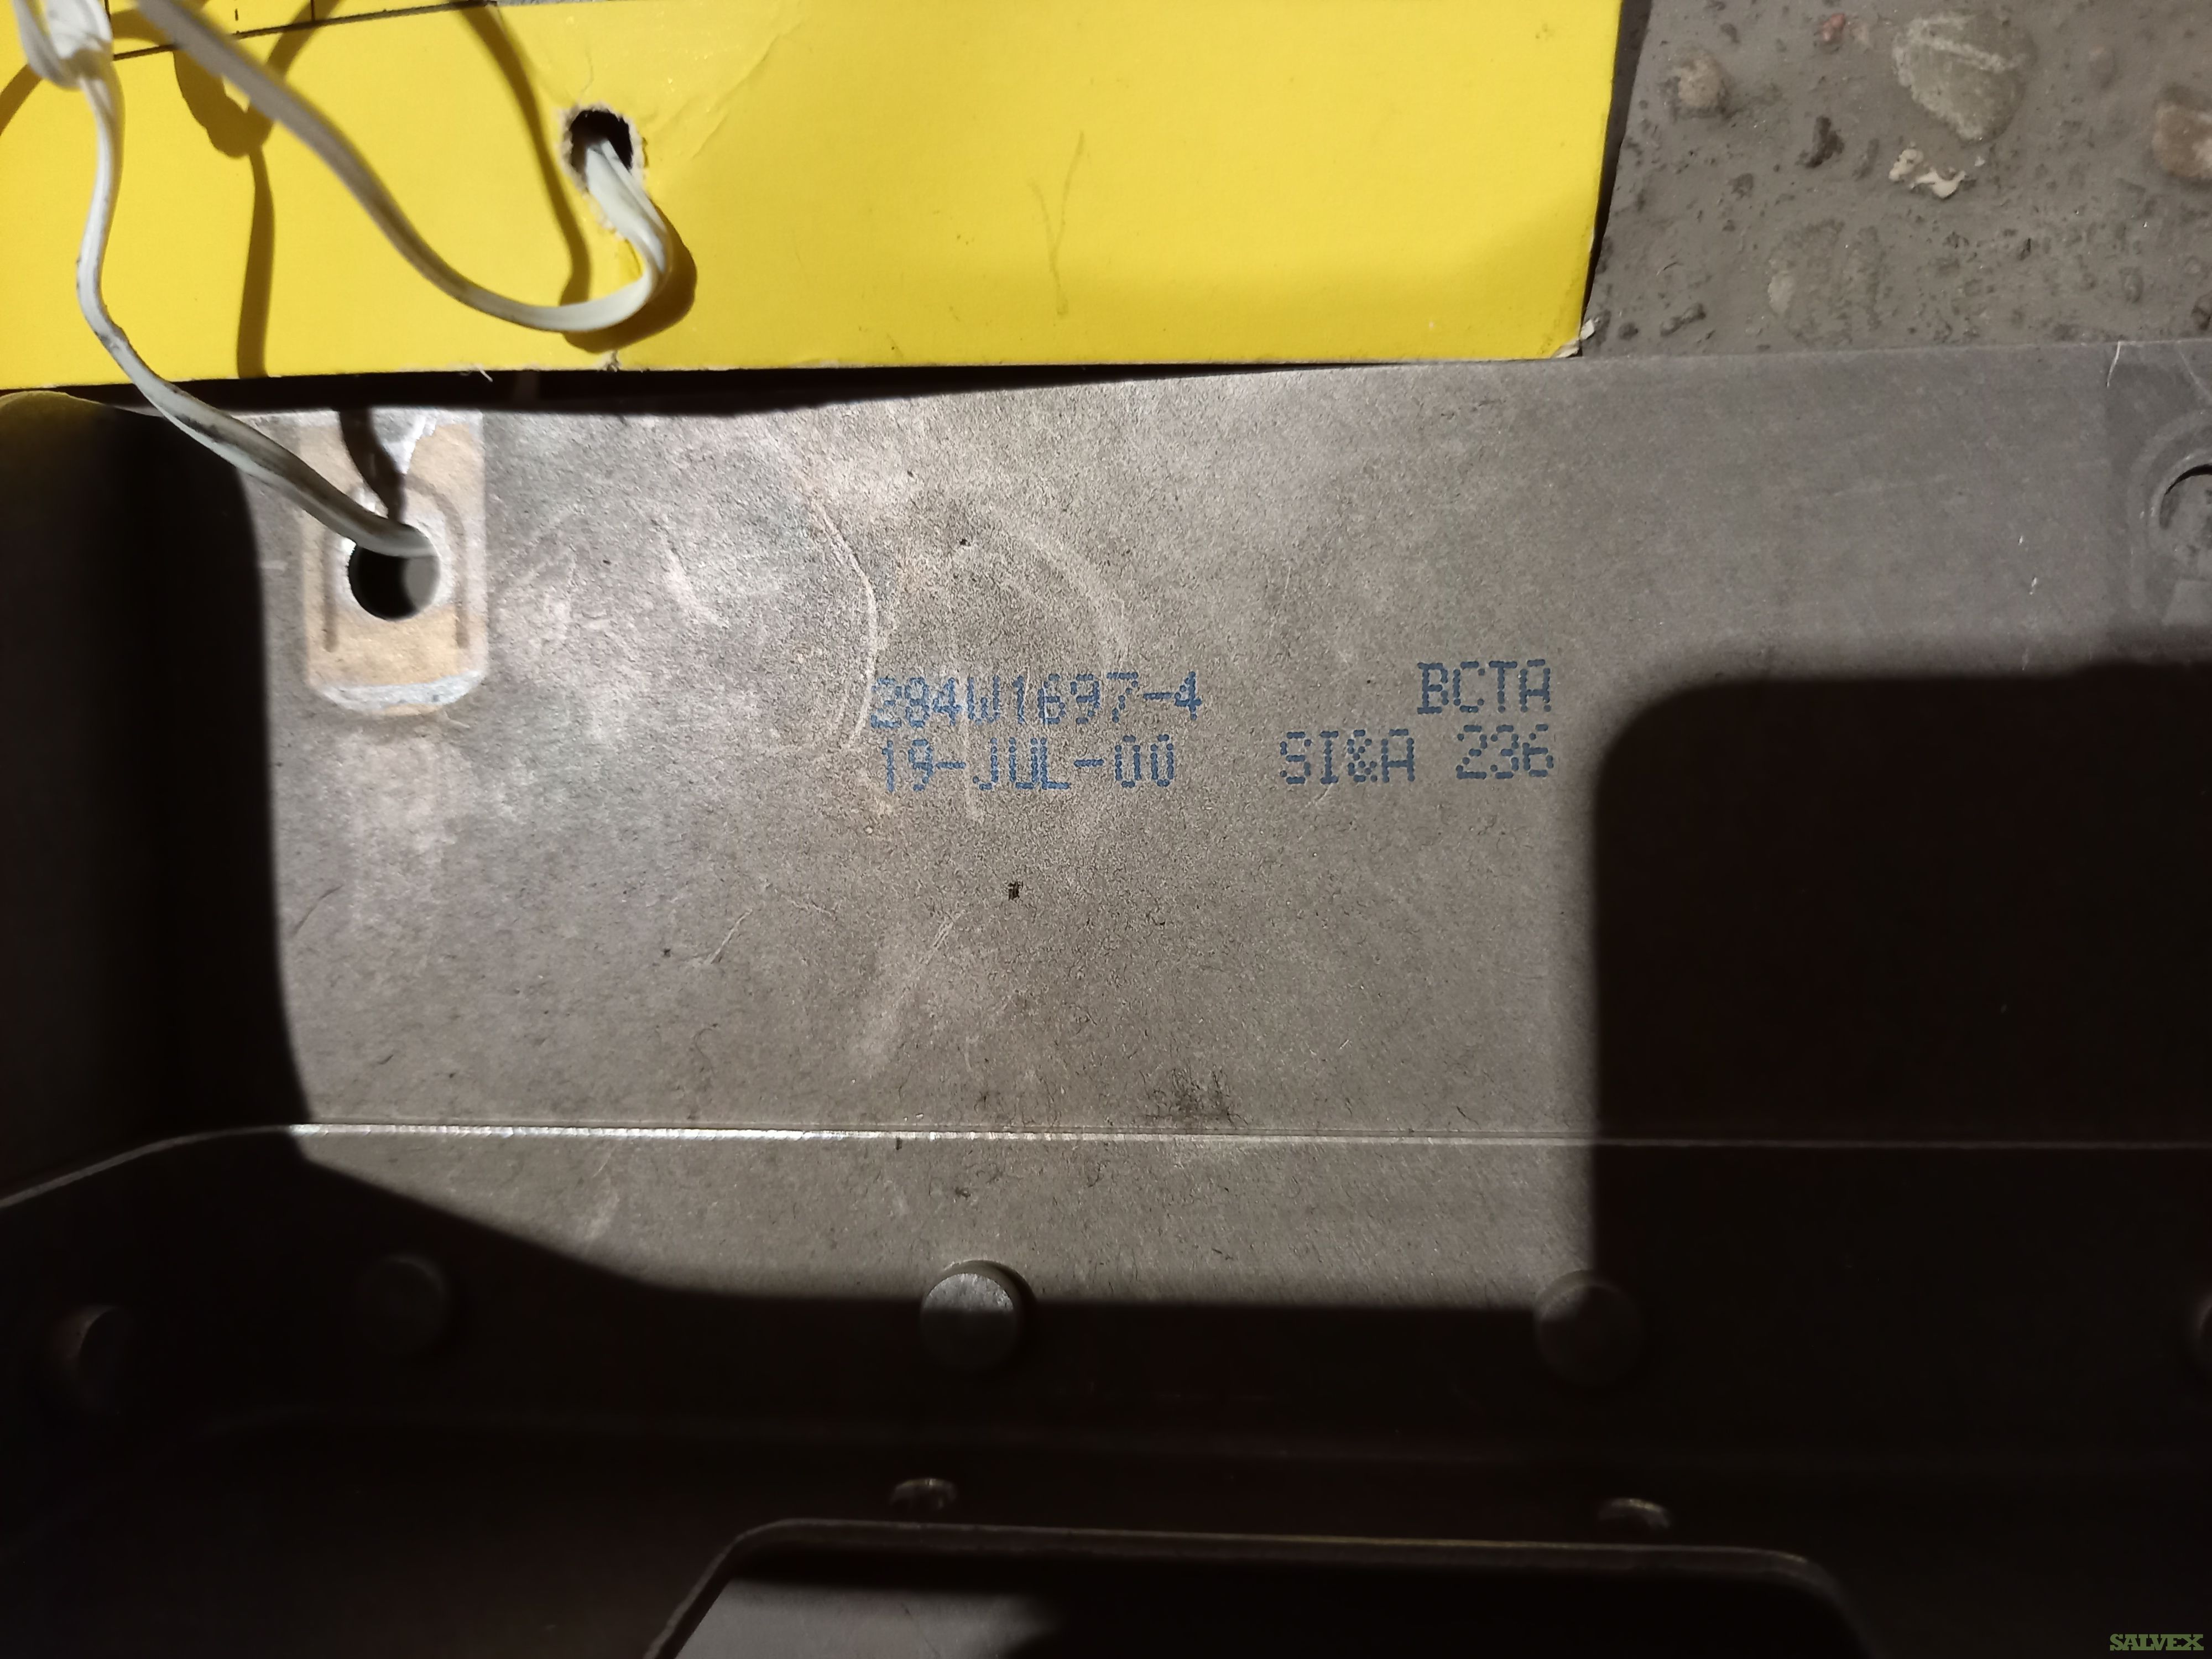 284W1697-4 BCTA
19-JUL-00 SI&A 236
SALVEX